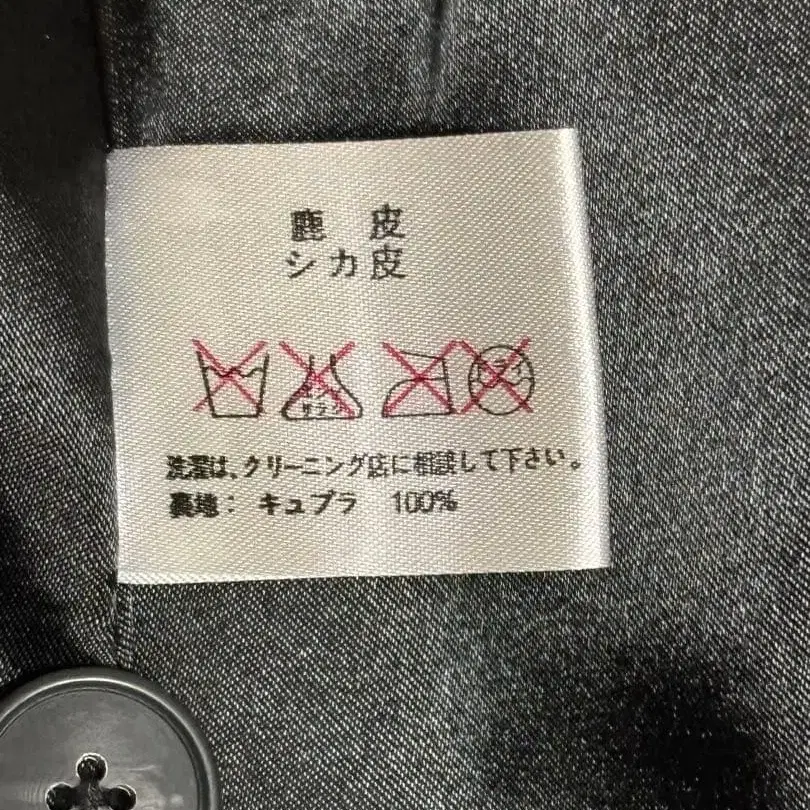 鹿 皮
シカ皮
洗濯は、クリーニング店に相談して下さい。
裏地： キュプラ 100%